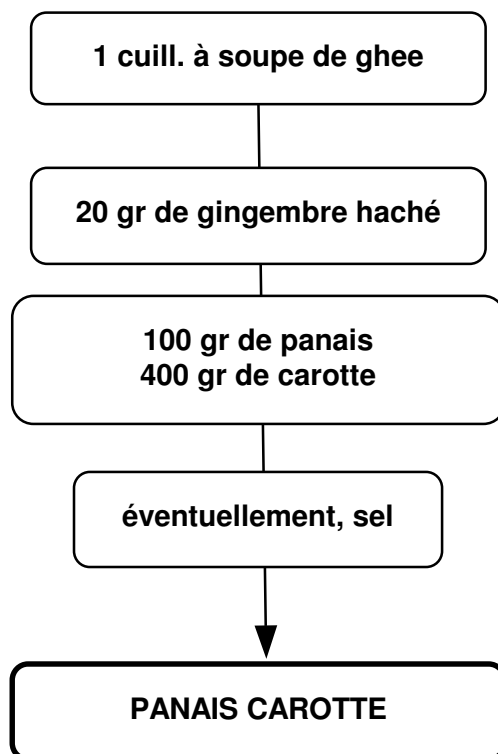 1 cuill. à soupe de ghee
20 gr de gingembre haché
100 gr de panais
400 gr de carotte
éventuellement, sel
PANAIS CAROTTE